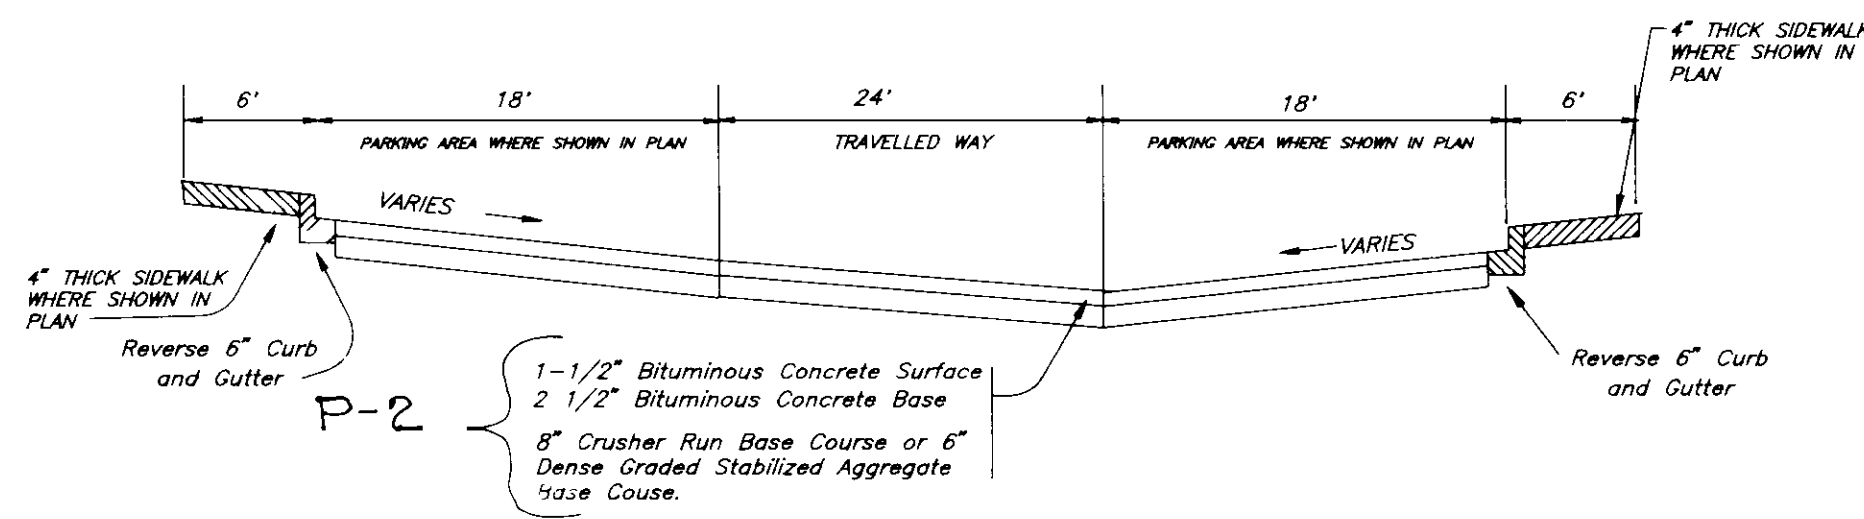 4" THICK SIDEWALK
WHERE SHOWN IN
PLAN
6'
18'
24'
18'
6'
PARKING AREA WHERE SHOWN IN PLAN
TRAVELLED WAY
PARKING AREA WHERE SHOWN IN PLAN
VARIES
VARIES
4" THICK SIDEWALK
WHERE SHOWN IN
PLAN
Reverse 6" Curb
and Gutter
P-2
1-1/2" Bituminous Concrete Surface
2 1/2" Bituminous Concrete Base
8" Crusher Run Base Course or 6"
Dense Graded Stabilized Aggregate
Base Couse.
Reverse 6" Curb
and Gutter